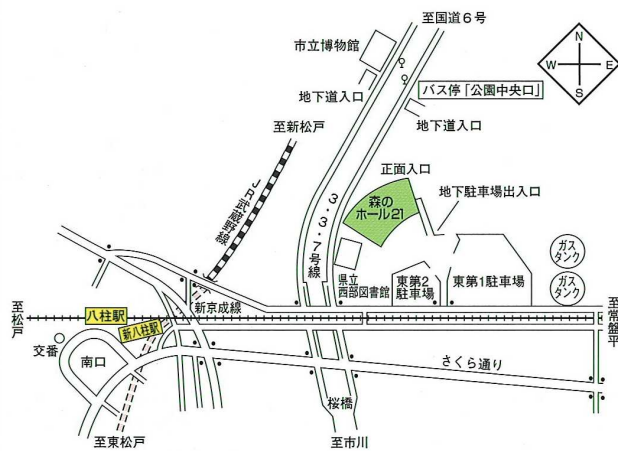 至国道6号
市立博物館
N
W
E
S
バス停「公園中央口」
地下道入口
地下道入口
至新松戸
正面入口
JR武蔵野線
3・3・7号線
森の
ホール21
地下駐車場出入口
ガス
タンク
県立
西部図書館
東第2
駐車場
東第1駐車場
ガス
タンク
新京成線
至松戸
八柱駅
新八柱駅
至常盤平
交番
南口
さくら通り
桜橋
至東松戸
至市川